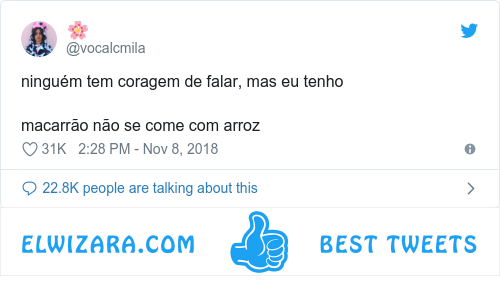 🌸
@vocalcmila
ninguém tem coragem de falar, mas eu tenho
macarrão não se come com arroz
31K 2:28 PM - Nov 8, 2018
22.8K people are talking about this
ELWIZARA.COM BEST TWEETS